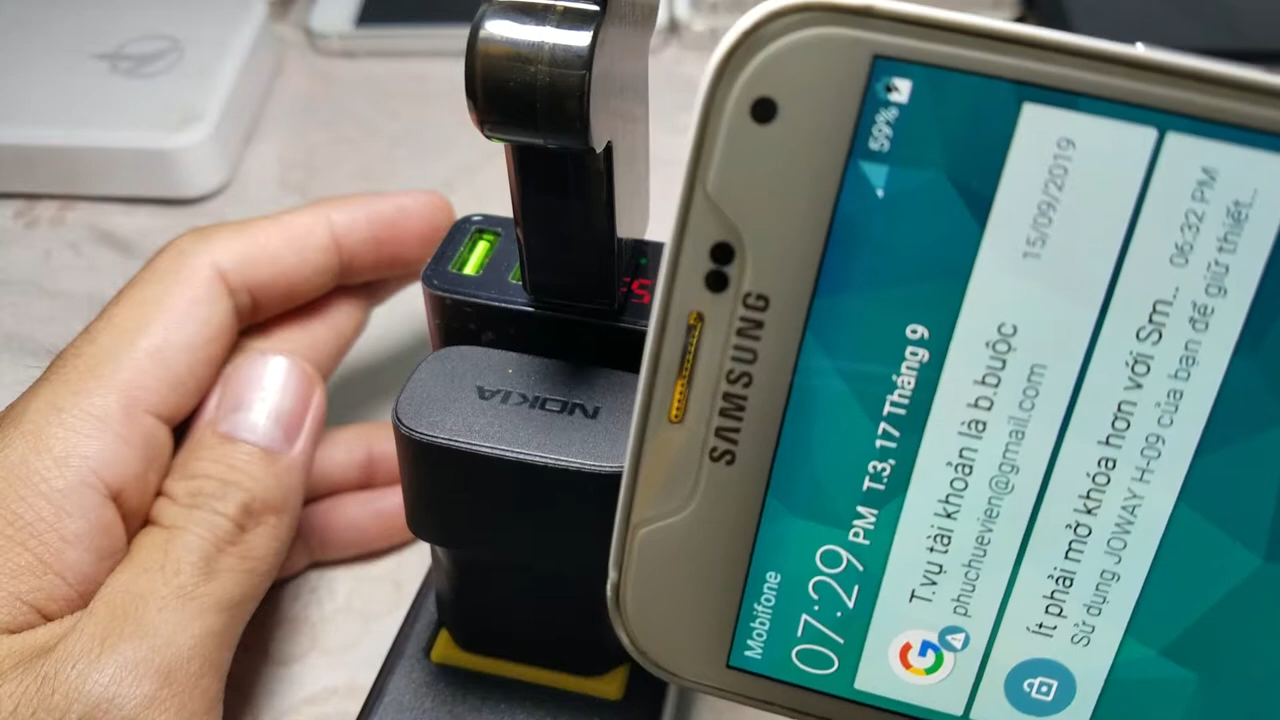 NOKIA
5
SAMSUNG
Mobifone
59%
07:29 PM T.3, 17 Tháng 9
T.vụ tài khoản là b.buộc
15/09/2019
phuchuevien@gmail.com
Ít phải mở khóa hơn với Sm... 06:32 PM
Sử dụng JOWAY H-09 của bạn để giữ thiết...